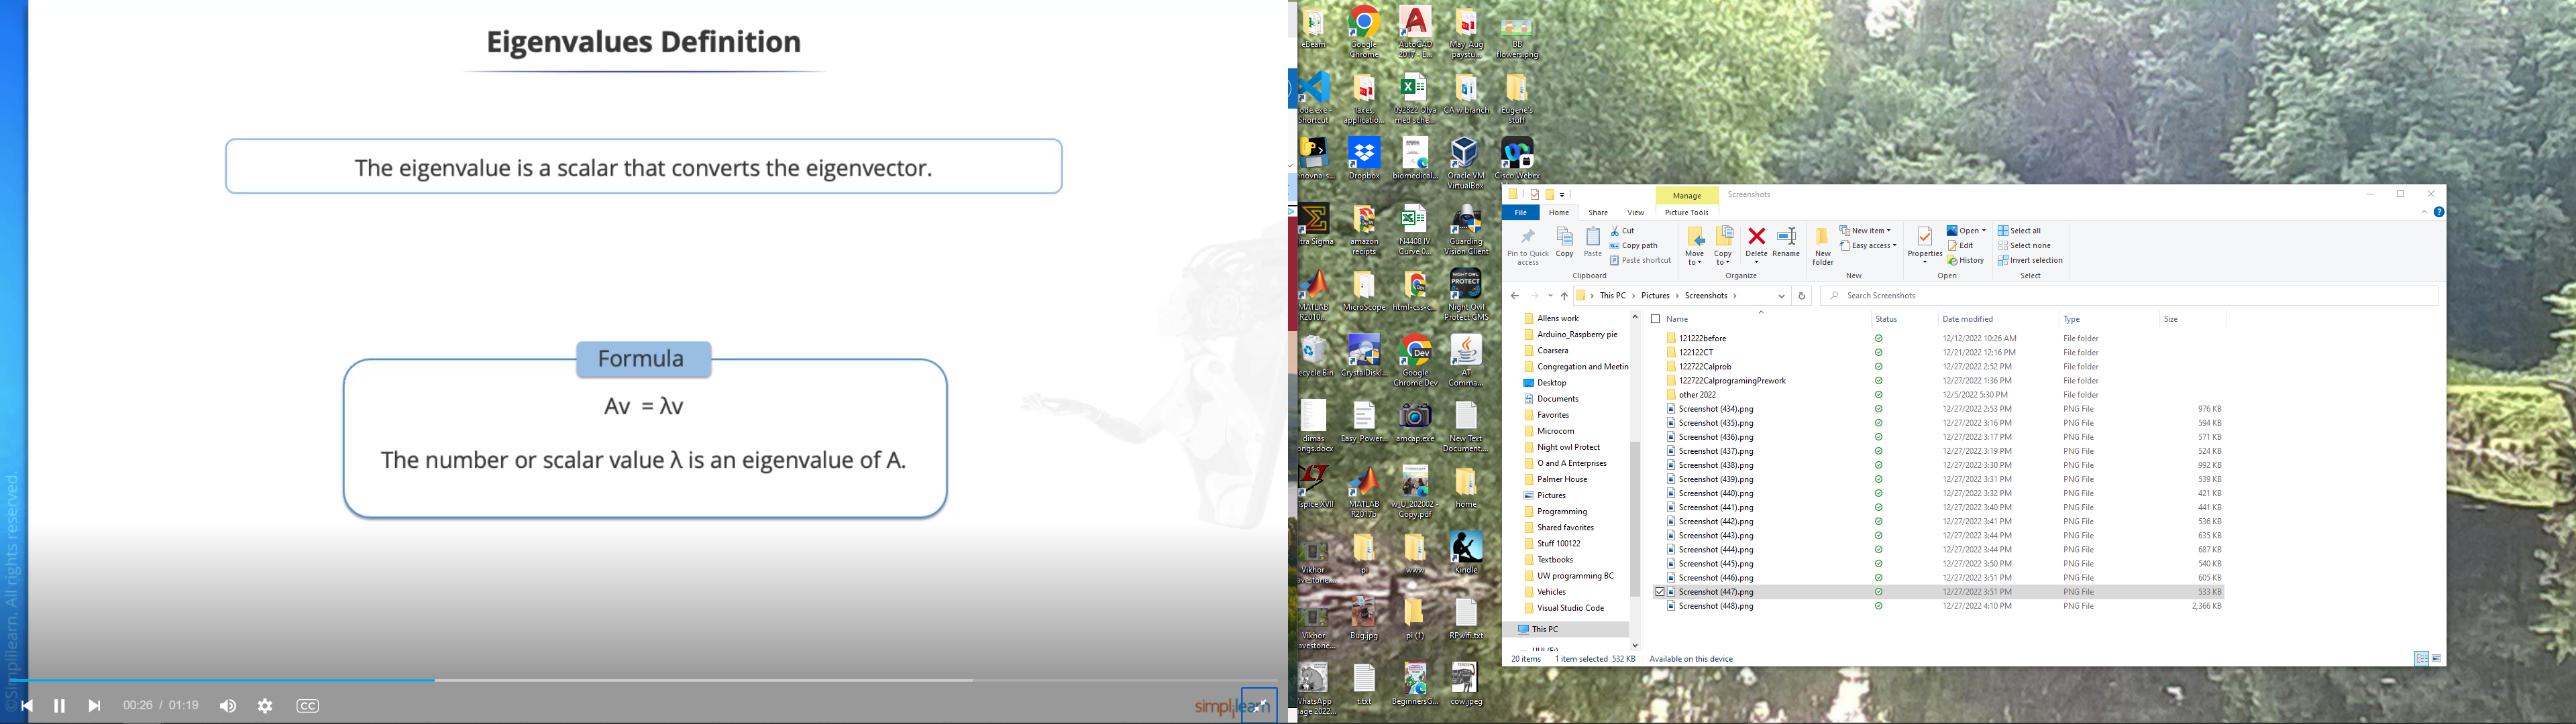 Eigenvalues Definition
The eigenvalue is a scalar that converts the eigenvector.
Formula
Av = λv
The number or scalar value λ is an eigenvalue of A.
©Simplilearn. All rights reserved.
00:26 / 01:19
CC
simplilearn
eBeam
Google Chrome
AutoCAD 2017 - E...
May_Aug paystu...
BB flowers.png
ode.exe - Shortcut
Taxes, applicatio...
092822 Olya med sche...
CA w branch
Eugene's stuff
Dropbox
biomedical...
Oracle VM VirtualBox
Cisco Webex
ltra Sigma
amazon recipts
N4408 IV Curve 0...
Guarding Vision Client
MATLAB R2010...
MicroScope
html-css-c...
NIGHT OWL PROTECT
Night Owl Protect CMS
ecycle Bin
CrystalDiskI...
Dev
Google Chrome Dev
AT Comma...
dimas ongs.docx
Easy_Power...
amcap.exe
New Text Document...
Tspice XVII
MATLAB R2017b
w_U_202002 - Copy.pdf
home
Vikhor avestone...
pi
www
Kindle
Vikhor avestone...
Bug.jpg
pi (1)
RPwifi.txt
WhatsApp age 2022...
t.txt
BeginnersG...
cow.jpeg
Manage
Screenshots
File Home Share View Picture Tools
Pin to Quick access
Copy
Paste
Cut
Copy path
Paste shortcut
Move to
Copy to
Delete
Rename
New folder
New item
Easy access
Properties
Open
Edit
History
Select all
Select none
Invert selection
Clipboard Organize New Open Select
This PC > Pictures > Screenshots >
Search Screenshots
Allens work
Arduino_Raspberry pie
Coarsera
Congregation and Meetin
Desktop
Documents
Favorites
Microcom
Night owl Protect
O and A Enterprises
Palmer House
Pictures
Programming
Shared favorites
Stuff 100122
Textbooks
UW programming BC
Vehicles
Visual Studio Code
This PC
Name Status Date modified Type Size
121222before 12/12/2022 10:26 AM File folder
122122CT 12/21/2022 12:16 PM File folder
122722Calprob 12/27/2022 2:52 PM File folder
122722CalprogramingPrework 12/27/2022 1:36 PM File folder
other 2022 12/5/2022 5:30 PM File folder
Screenshot (434).png 12/27/2022 2:53 PM PNG File 976 KB
Screenshot (435).png 12/27/2022 3:16 PM PNG File 594 KB
Screenshot (436).png 12/27/2022 3:17 PM PNG File 571 KB
Screenshot (437).png 12/27/2022 3:19 PM PNG File 524 KB
Screenshot (438).png 12/27/2022 3:30 PM PNG File 992 KB
Screenshot (439).png 12/27/2022 3:31 PM PNG File 539 KB
Screenshot (440).png 12/27/2022 3:32 PM PNG File 421 KB
Screenshot (441).png 12/27/2022 3:40 PM PNG File 441 KB
Screenshot (442).png 12/27/2022 3:41 PM PNG File 536 KB
Screenshot (443).png 12/27/2022 3:44 PM PNG File 635 KB
Screenshot (444).png 12/27/2022 3:44 PM PNG File 687 KB
Screenshot (445).png 12/27/2022 3:50 PM PNG File 540 KB
Screenshot (446).png 12/27/2022 3:51 PM PNG File 605 KB
Screenshot (447).png 12/27/2022 3:51 PM PNG File 533 KB
Screenshot (448).png 12/27/2022 4:10 PM PNG File 2,366 KB
20 items 1 item selected 532 KB Available on this device